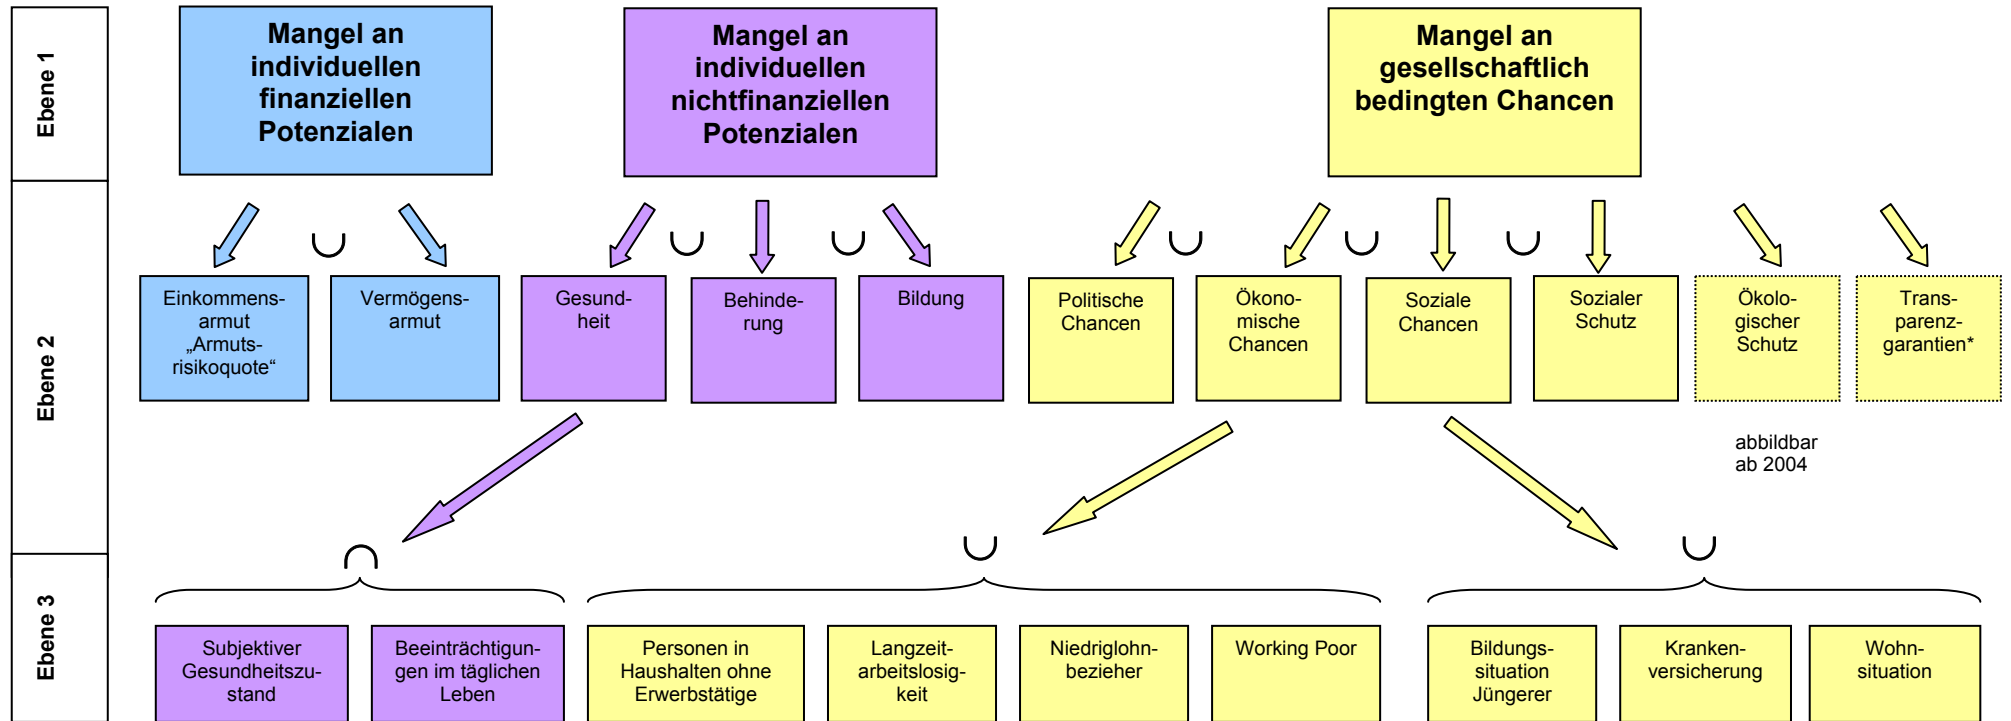 Ebene 1
Mangel an
individuellen
finanziellen
Potenzialen
Mangel an
individuellen
nichtfinanziellen
Potenzialen
Mangel an
gesellschaftlich
bedingten Chancen
Ebene 2
Einkommens-
armut
„Armuts-
risikoquote“
Vermögens-
armut
Gesund-
heit
Behinde-
rung
Bildung
Politische
Chancen
Ökono-
mische
Chancen
Soziale
Chancen
Sozialer
Schutz
Ökolo-
gischer
Schutz
Trans-
parenz-
garantien*
abbildbar
ab 2004
Ebene 3
Subjektiver
Gesundheitszu-
stand
Beeinträchtigun-
gen im täglichen
Leben
Personen in
Haushalten ohne
Erwerbstätige
Langzeit-
arbeitslosig-
keit
Niedriglohn-
bezieher
Working Poor
Bildungs-
situation
Jüngerer
Kranken-
versicherung
Wohn-
situation